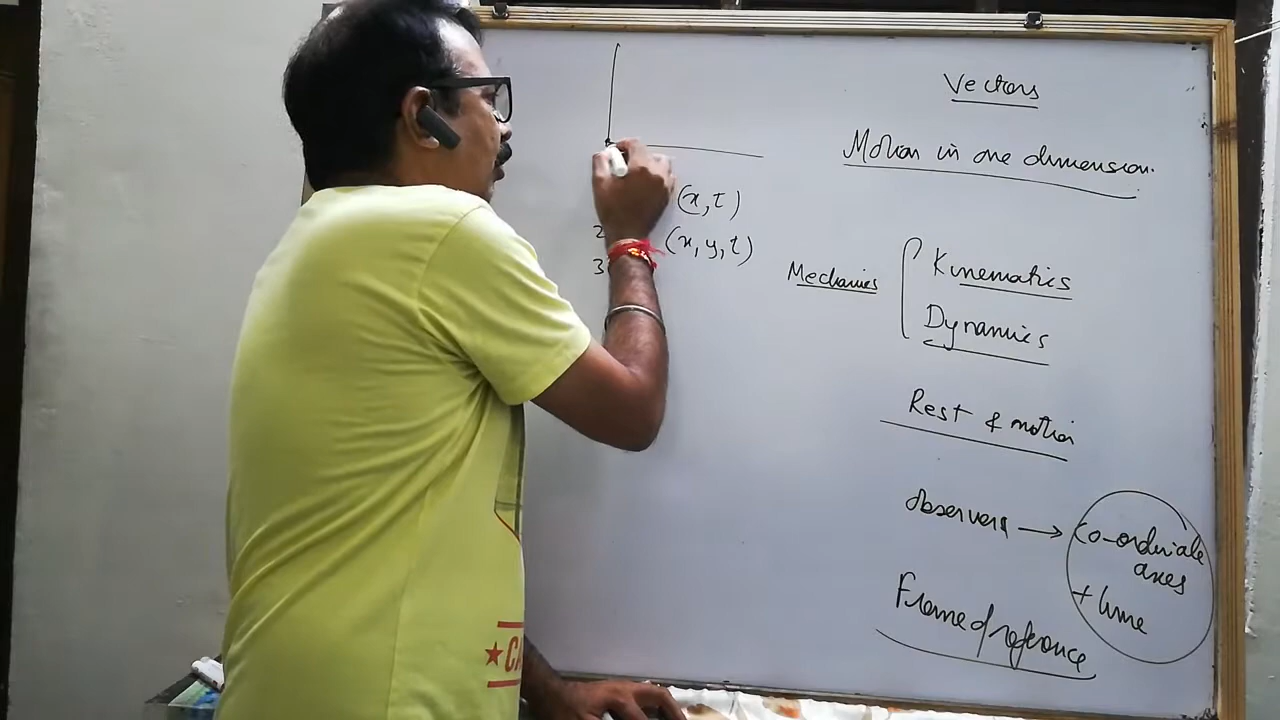 Vectors
Motion in one dimension.
(x,t)
2 (x,y,t)
3
Mechanics { Kinematics
Dynamics
Rest & motion
observers → co-ordinate
axes
+ time
Frame of reference
CA